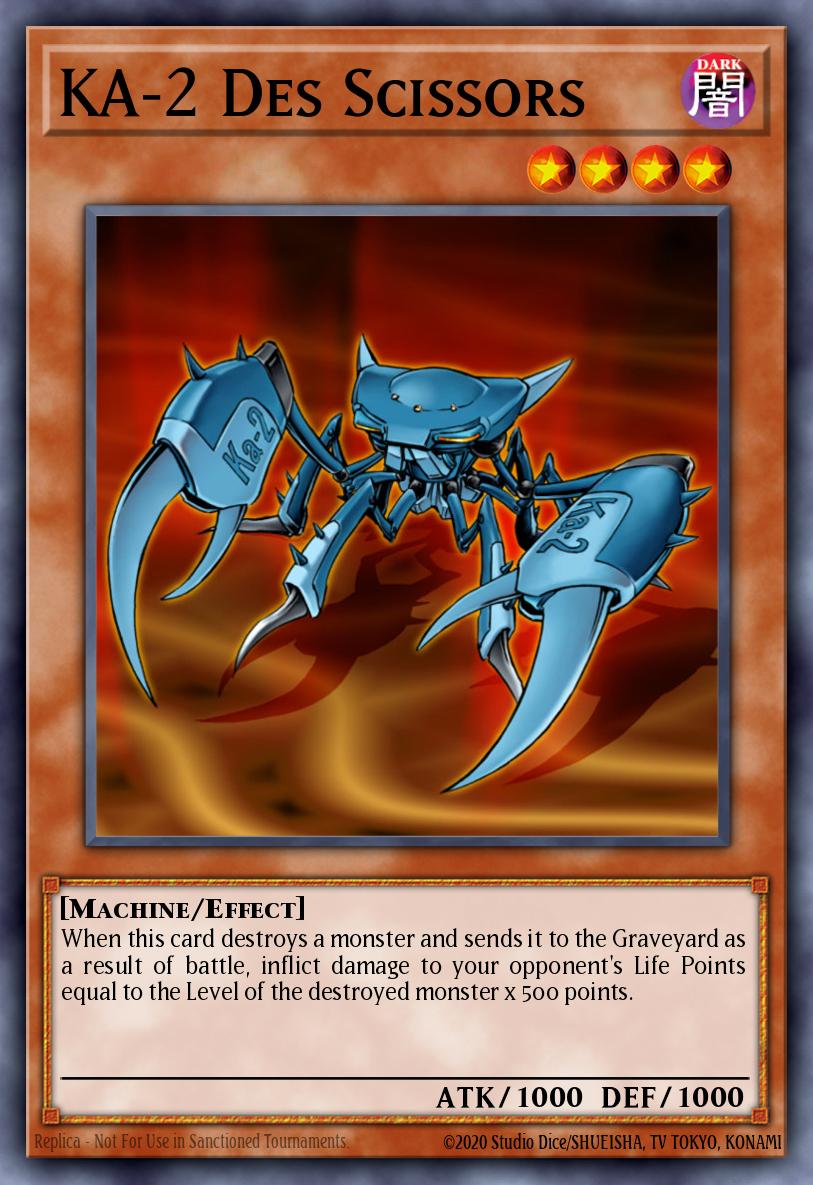 KA-2 Des Scissors
DARK
闇
Ka-2
Ka-2
[Machine/Effect]
When this card destroys a monster and sends it to the Graveyard as
a result of battle, inflict damage to your opponent's Life Points
equal to the Level of the destroyed monster x 500 points.
ATK/1000 DEF/1000
Replica - Not For Use in Sanctioned Tournaments.
©2020 Studio Dice/SHUEISHA, TV TOKYO, KONAMI